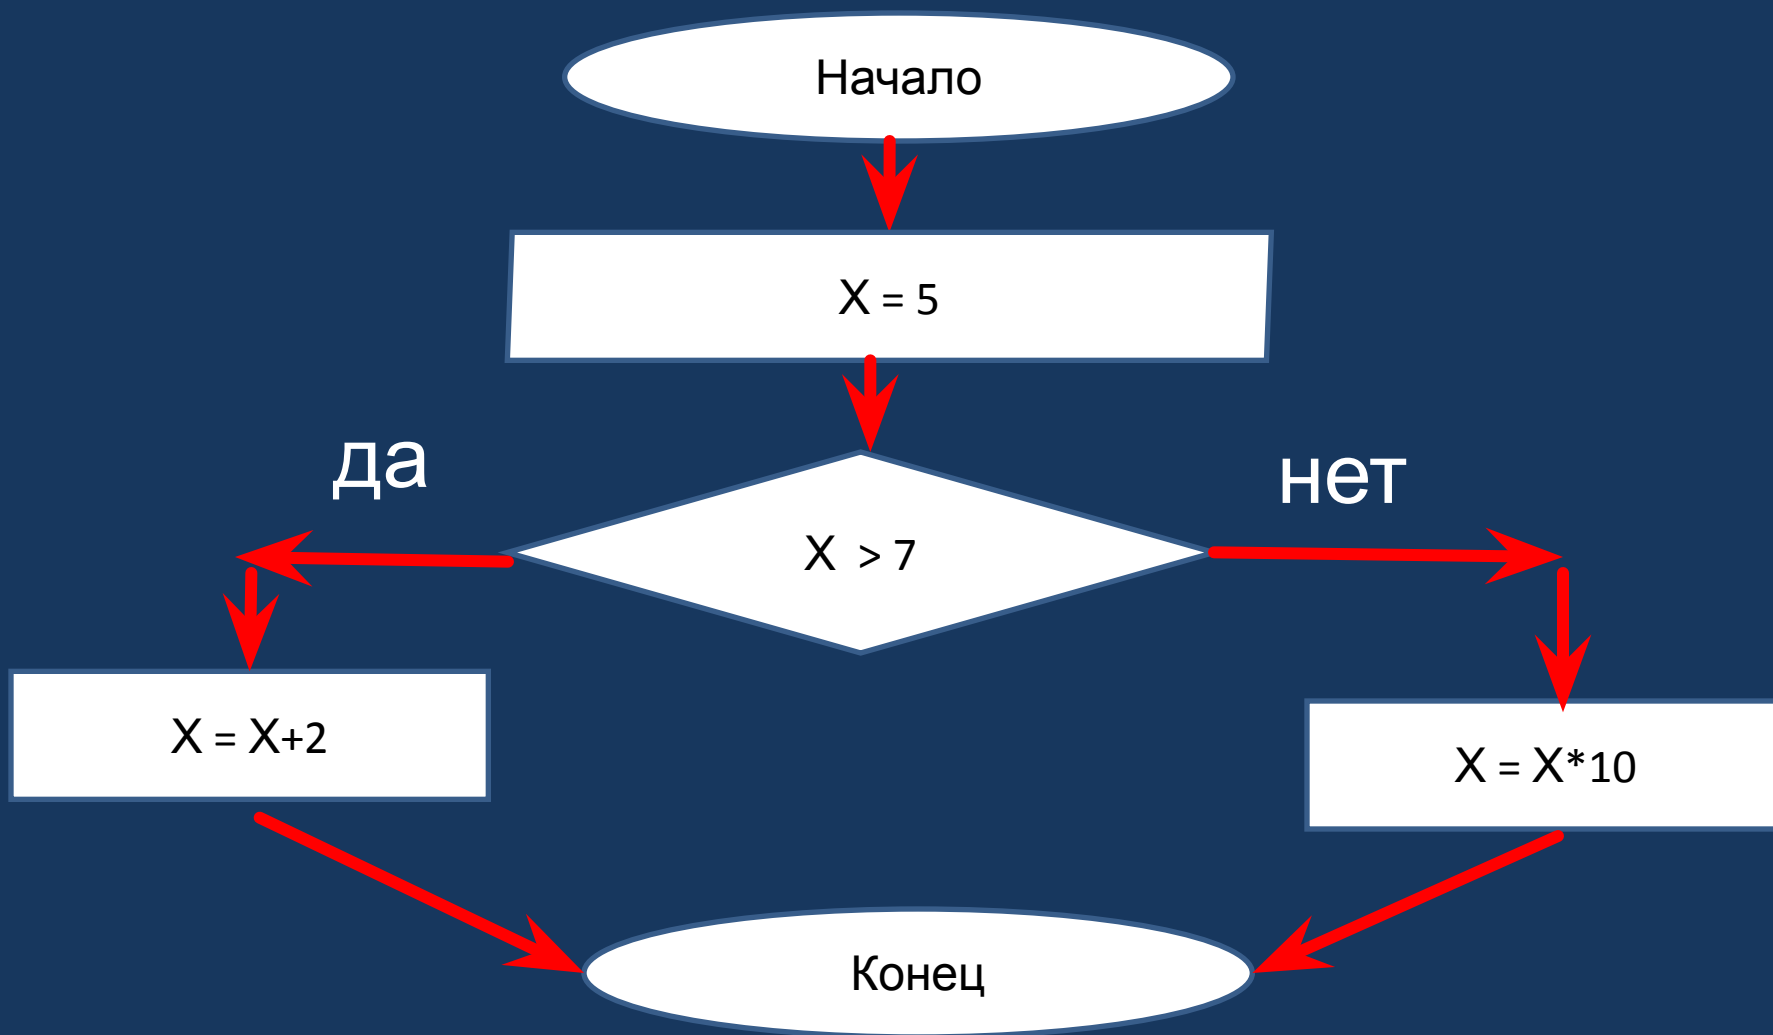 Начало
X = 5
да
нет
X > 7
X = X+2
X = X*10
Конец